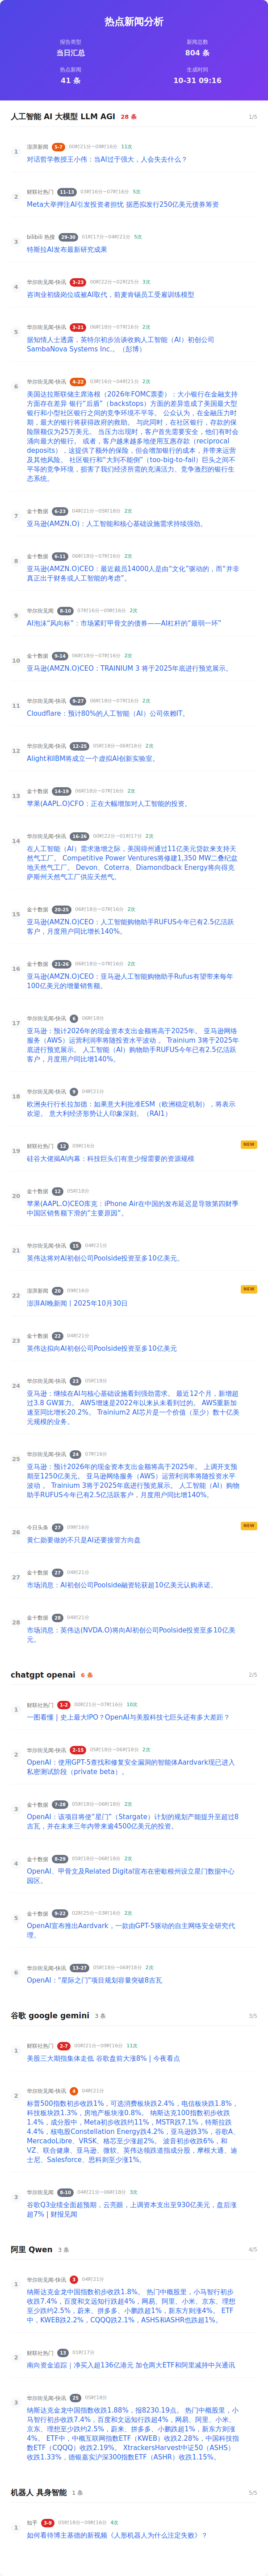 热点新闻分析
报告类型
新闻总数
当日汇总
804 条
热点新闻
生成时间
41 条
10-31 09:16
人工智能 AI 大模型 LLM AGI 28 条 1/5
1
澎湃新闻 5-7 00时21分~09时16分 11次
对话哲学教授王小伟：当AI过于强大，人会失去什么？
2
财联社热门 11-13 03时16分~07时16分 5次
Meta大举押注AI引发投资者担忧 据悉拟发行250亿美元债券筹资
3
bilibili 热搜 29-30 01时17分~04时21分 5次
特斯拉AI发布最新研究成果
4
华尔街见闻-快讯 3-23 00时22分~02时25分 3次
咨询业初级岗位或被AI取代，前麦肯锡员工受雇训练模型
5
华尔街见闻-快讯 3-21 06时18分~07时16分 2次
据知情人士透露，英特尔初步洽谈收购人工智能（AI）初创公司
SambaNova Systems Inc.。（彭博）
6
华尔街见闻-快讯 4-22 03时16分~04时21分 2次
美国达拉斯联储主席洛根（2026年FOMC票委）：大小银行在金融支持
方面存在差异 银行“后盾”（backstops）方面的差异造成了美国最大型
银行和小型社区银行之间的竞争环境不平等。 公众认为，在金融压力时
期，最大的银行将获得政府的救助。 与此同时，在社区银行，存款的保
险限额仅为25万美元。 当压力出现时，客户首先需要安全，他们有时会
涌向最大的银行。 或者，客户越来越多地使用互惠存款（reciprocal
deposits），这提供了额外的保险，但会增加银行的成本，并带来运营
及其他风险。 社区银行和“大到不能倒”（too-big-to-fail）巨头之间不
平等的竞争环境，损害了我们经济所需的充满活力、竞争激烈的银行生
态系统。
7
金十数据 6-23 04时21分~05时18分 2次
亚马逊(AMZN.O)：人工智能和核心基础设施需求持续强劲。
8
金十数据 6-11 06时18分~07时16分 2次
亚马逊(AMZN.O)CEO：最近裁员14000人是由“文化”驱动的，而“并非
真正出于财务或人工智能的考虑”。
9
华尔街见闻 8-10 07时16分~09时16分 2次
AI泡沫“风向标”：市场紧盯甲骨文的债券——AI杠杆的“最弱一环”
10
金十数据 9-14 06时18分~07时16分 2次
亚马逊(AMZN.O)CEO：TRAINIUM 3 将于2025年底进行预览展示。
11
华尔街见闻-快讯 9-27 06时18分~07时16分 2次
Cloudflare：预计80%的人工智能（AI）公司依赖IT。
12
华尔街见闻-快讯 12-25 05时18分~06时18分 2次
Alight和IBM将成立一个虚拟AI创新实验室。
13
金十数据 14-19 06时18分~07时16分 2次
苹果(AAPL.O)CFO：正在大幅增加对人工智能的投资。
14
华尔街见闻-快讯 16-26 00时22分~01时17分 2次
在人工智能（AI）需求激增之际，美国得州通过11亿美元贷款来支持天
然气工厂。 Competitive Power Ventures将修建1,350 MW二叠纪盆
地天然气工厂。 Devon、Coterra、Diamondback Energy将向得克
萨斯州天然气工厂供应天然气。
15
金十数据 20-25 06时18分~07时16分 2次
亚马逊(AMZN.O)CEO：人工智能购物助手RUFUS今年已有2.5亿活跃
客户，月度用户同比增长140%。
16
金十数据 21-26 06时18分~07时16分 2次
亚马逊(AMZN.O)CEO：亚马逊人工智能购物助手Rufus有望带来每年
100亿美元的增量销售额。
17
华尔街见闻-快讯 6 06时18分
亚马逊：预计2026年的现金资本支出金额将高于2025年。 亚马逊网络
服务（AWS）运营利润率将随投资水平波动 。 Trainium 3将于2025年
底进行预览展示。 人工智能（AI）购物助手RUFUS今年已有2.5亿活跃
客户，月度用户同比增140%。
18
华尔街见闻-快讯 9 04时21分
欧洲央行行长拉加德：如果意大利批准ESM（欧洲稳定机制），将表示
欢迎。 意大利经济形势让人印象深刻。（RAI1）
19
财联社热门 12 09时16分 NEW
硅谷大佬揭AI内幕：科技巨头们有意少报需要的资源规模
20
金十数据 12 05时18分
苹果(AAPL.O)CEO库克：iPhone Air在中国的发布延迟是导致第四财季
中国区销售额下滑的“主要原因”。
21
华尔街见闻-快讯 15 04时21分
英伟达将对AI初创公司Poolside投资至多10亿美元。
22
澎湃新闻 20 09时16分 NEW
澎湃AI晚新闻丨2025年10月30日
23
金十数据 22 04时21分
英伟达拟向AI初创公司Poolside投资至多10亿美元
24
华尔街见闻-快讯 23 05时18分
亚马逊：继续在AI与核心基础设施看到强劲需求。 最近12个月，新增超
过3.8 GW算力。 AWS增速是2022年以来从未看到过的。 AWS重新加
速至同比增长20.2%。 Trainium2 AI芯片是一个价值（至少）数十亿美
元规模的业务。
25
华尔街见闻-快讯 24 07时16分
亚马逊：预计2026年的现金资本支出金额将高于2025年。 上调开支预
期至1250亿美元。 亚马逊网络服务（AWS）运营利润率将随投资水平
波动 。 Trainium 3将于2025年底进行预览展示。 人工智能（AI）购物
助手RUFUS今年已有2.5亿活跃客户，月度用户同比增140%。
26
今日头条 27 09时16分 NEW
黄仁勋要做的不只是AI还要接管方向盘
27
金十数据 27 04时21分
市场消息：AI初创公司Poolside融资轮获超10亿美元认购承诺。
28
金十数据 28 04时21分
市场消息：英伟达(NVDA.O)将向AI初创公司Poolside投资至多10亿美
元。
chatgpt openai 6 条 2/5
1
财联社热门 1-2 00时21分~07时16分 10次
一图看懂 | 史上最大IPO？OpenAI与美股科技七巨头还有多大差距？
2
华尔街见闻-快讯 2-15 05时18分~06时18分 2次
OpenAI：使用GPT-5查找和修复安全漏洞的智能体Aardvark现已进入
私密测试阶段（private beta）。
3
金十数据 7-28 05时18分~06时18分 2次
OpenAI：该项目将使“星门”（Stargate）计划的规划产能提升至超过8
吉瓦，并在未来三年内带来逾4500亿美元的投资。
4
金十数据 8-29 05时18分~06时18分 2次
OpenAI、甲骨文及Related Digital宣布在密歇根州设立星门数据中心
园区。
5
金十数据 9-22 02时25分~03时16分 2次
OpenAI宣布推出Aardvark，一款由GPT-5驱动的自主网络安全研究代
理。
6
华尔街见闻-快讯 13-27 05时18分~06时18分 2次
OpenAI："星际之门"项目规划容量突破8吉瓦
谷歌 google gemini 3 条 3/5
1
财联社热门 2-7 00时21分~09时16分 11次
美股三大期指集体走低 谷歌盘前大涨8% | 今夜看点
2
华尔街见闻-快讯 4 04时21分
标普500指数初步收跌1%，可选消费板块跌2.4%，电信板块跌1.8%，
科技板块跌1.3%，房地产板块涨0.8%。 纳斯达克100指数初步收跌
1.4%，成分股中，Meta初步收跌约11%，MSTR跌7.1%，特斯拉跌
4.4%，核电股Constellation Energy跌4.2%，亚马逊跌3%，谷歌A、
MercadoLibre、VRSK、格芯至少涨超2%。 波音初步收跌6%，和
VZ、联合健康、亚马逊、微软、英伟达领跌道指成分股，摩根大通、迪
士尼、Salesforce、思科则至少涨1%。
3
华尔街见闻 8-10 04时21分~06时18分 3次
谷歌Q3业绩全面超预期，云亮眼，上调资本支出至930亿美元，盘后涨
超7% | 财报见闻
阿里 Qwen 3 条 4/5
1
华尔街见闻-快讯 3 04时21分
纳斯达克金龙中国指数初步收跌1.8%。 热门中概股里，小马智行初步
收跌7.4%，百度和文远知行跌超4%，网易、阿里、小米、京东、理想
至少跌约2.5%，蔚来、拼多多、小鹏跌超1%，新东方则涨4%。 ETF
中，KWEB跌2.2%，CQQQ跌2.1%，ASHS和ASHR也跌超1%。
2
财联社热门 13 01时17分
南向资金追踪｜净买入超136亿港元 加仓两大ETF和阿里减持中兴通讯
3
华尔街见闻-快讯 25 05时18分
纳斯达克金龙中国指数收跌1.88%，报8230.19点。 热门中概股里，小
马智行初步收跌7.4%，百度和文远知行跌超4%，网易、阿里、小米、
京东、理想至少跌约2.5%，蔚来、拼多多、小鹏跌超1%，新东方则涨
4%。 ETF中，中概互联网指数ETF（KWEB）收跌2.28%，中国科技指
数ETF（CQQQ）收跌2.19%。 XtrackersHarvest中证50（ASHS）
收跌1.33%，德银嘉实沪深300指数ETF（ASHR）收跌1.15%。
机器人 具身智能 1 条 5/5
1
知乎 3-9 05时18分~09时16分 4次
如何看待博主基德的新视频《人形机器人为什么注定失败》？